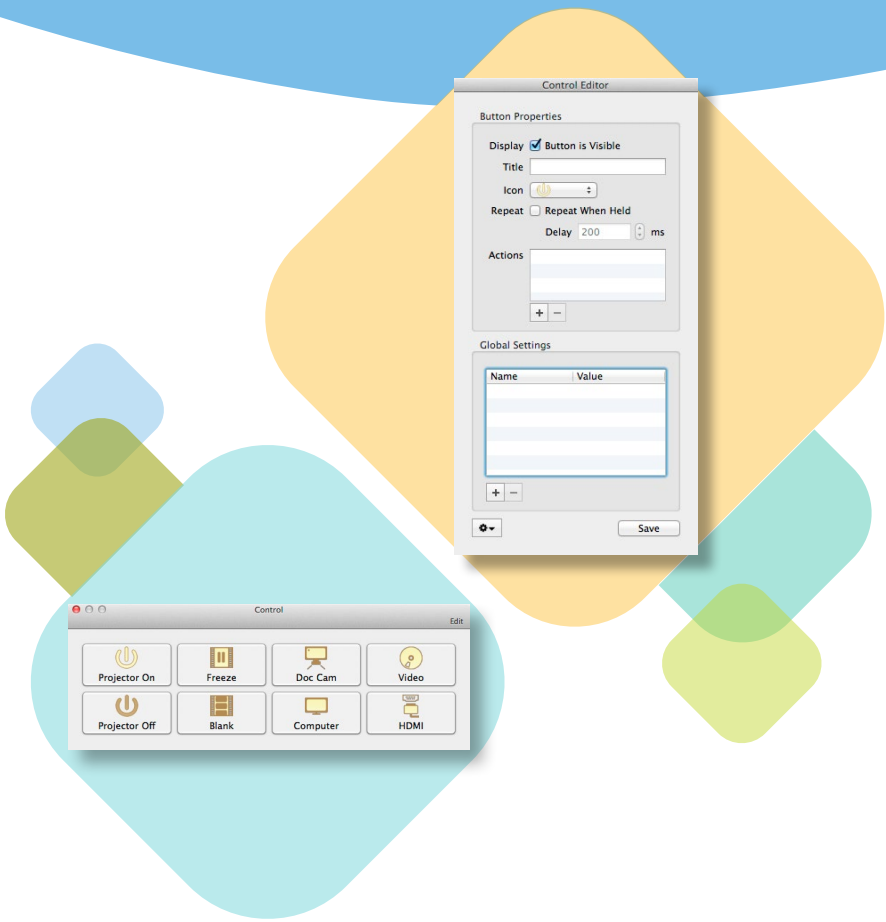 Control Editor
Button Properties
Display Button is Visible
Title
Icon
Repeat Repeat When Held
Delay 200 ms
Actions
+ −
Global Settings
Name Value
+ −
Save
Control
Edit
Projector On Freeze Doc Cam Video
Projector Off Blank Computer HDMI